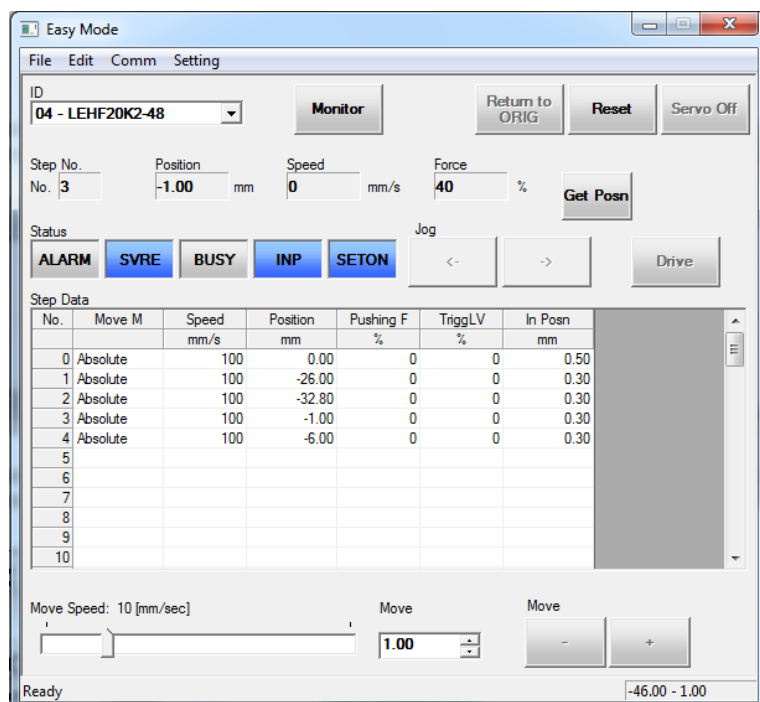 Easy Mode
File Edit Comm Setting
ID
04 - LEHF20K2-48
Monitor
Return to ORIG
Reset
Servo Off
Step No. Position Speed Force
No. 3 -1.00 mm 0 mm/s 40 %
Get Posn
Status
Jog
ALARM SVRE BUSY INP SETON <- -> Drive
Step Data
No. Move M Speed Position Pushing F TriggLV In Posn
mm/s mm % % mm
0 Absolute 100 0.00 0 0 0.50
1 Absolute 100 -26.00 0 0 0.30
2 Absolute 100 -32.80 0 0 0.30
3 Absolute 100 -1.00 0 0 0.30
4 Absolute 100 -6.00 0 0 0.30
5
6
7
8
9
10
Move Speed: 10 [mm/sec] Move Move
1.00 - +
Ready -46.00 - 1.00